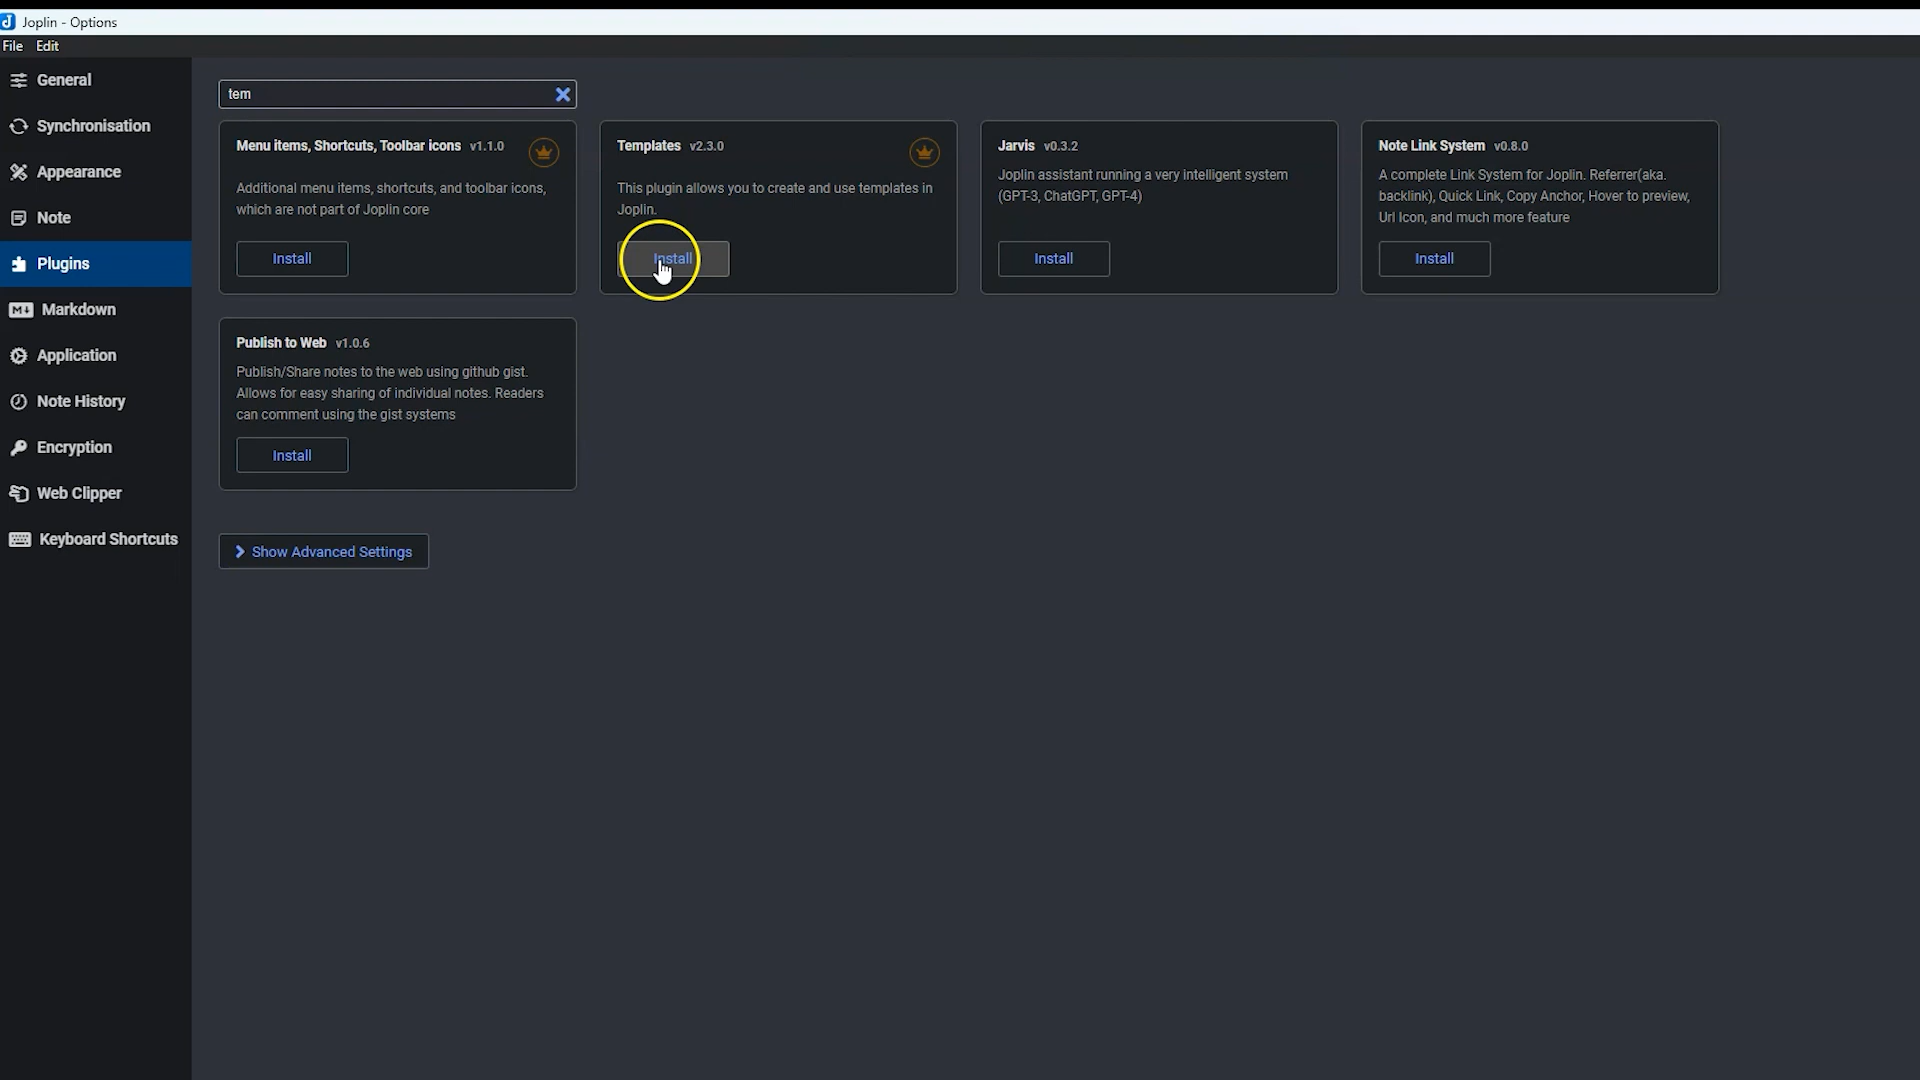 Joplin - Options
File Edit
General
Synchronisation
Appearance
Note
Plugins
Markdown
Application
Note History
Encryption
Web Clipper
Keyboard Shortcuts
tem
Menu items, Shortcuts, Toolbar icons v1.1.0
Additional menu items, shortcuts, and toolbar icons,
which are not part of Joplin core
Install
Templates v2.3.0
This plugin allows you to create and use templates in
Joplin.
Install
Jarvis v0.3.2
Joplin assistant running a very intelligent system
(GPT-3, ChatGPT, GPT-4)
Install
Note Link System v0.8.0
A complete Link System for Joplin. Referrer(aka.
backlink), Quick Link, Copy Anchor, Hover to preview,
Url Icon, and much more feature
Install
Publish to Web v1.0.6
Publish/Share notes to the web using github gist.
Allows for easy sharing of individual notes. Readers
can comment using the gist systems
Install
Show Advanced Settings